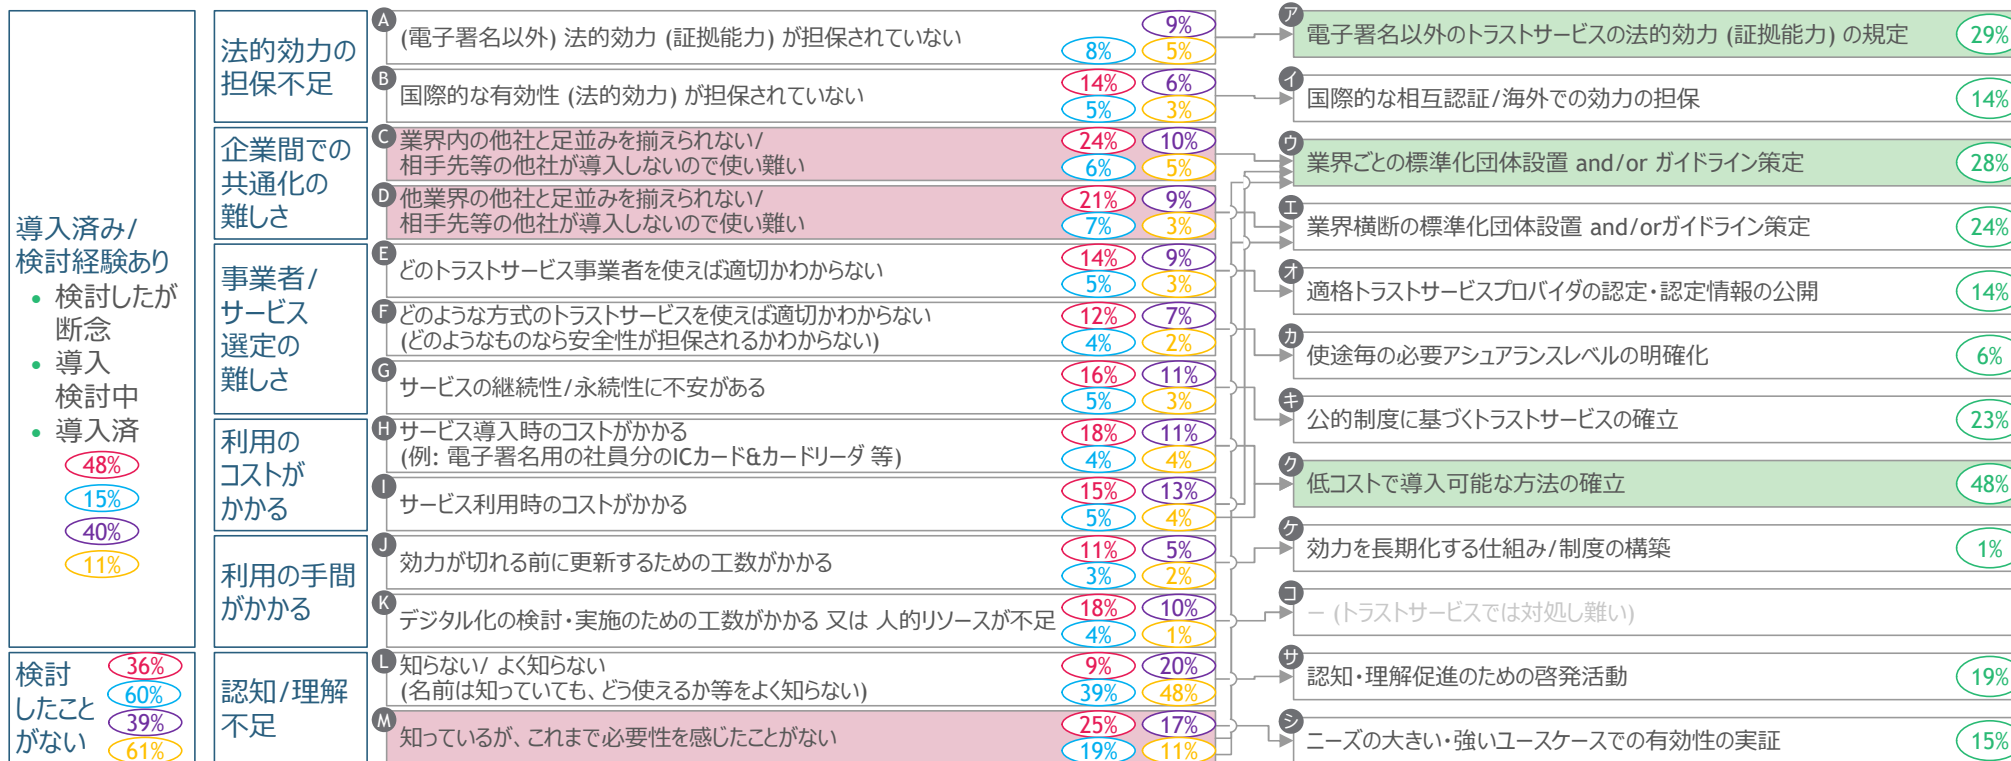 導入済み/
検討経験あり
• 検討したが
断念
• 導入
検討中
• 導入済
48%
15%
40%
11%
検討
したこと
がない
36%
60%
39%
61%
法的効力の
担保不足
A
(電子署名以外) 法的効力 (証拠能力) が担保されていない
9%
8% 5%
B
国際的な有効性 (法的効力) が担保されていない
14% 6%
5% 3%
企業間での
共通化の
難しさ
C
業界内の他社と足並みを揃えられない/
相手先等の他社が導入しないので使い難い
24% 10%
6% 5%
D
他業界の他社と足並みを揃えられない/
相手先等の他社が導入しないので使い難い
21% 9%
7% 3%
事業者/
サービス
選定の
難しさ
E
どのトラストサービス事業者を使えば適切かわからない
14% 9%
5% 3%
F
どのような方式のトラストサービスを使えば適切かわからない
(どのようなものなら安全性が担保されるかわからない)
12% 7%
4% 2%
G
サービスの継続性/永続性に不安がある
16% 11%
5% 3%
利用の
コストが
かかる
H
サービス導入時のコストがかかる
(例: 電子署名用の社員分のICカード&カードリーダ 等)
18% 11%
4% 4%
I
サービス利用時のコストがかかる
15% 13%
5% 4%
利用の手間
がかかる
J
効力が切れる前に更新するための工数がかかる
11% 5%
3% 2%
K
デジタル化の検討・実施のための工数がかかる 又は 人的リソースが不足
18% 10%
4% 1%
認知/理解
不足
L
知らない/ よく知らない
(名前は知っていても、どう使えるか等をよく知らない)
9% 20%
39% 48%
M
知っているが、これまで必要性を感じたことがない
25% 17%
19% 11%
ア
電子署名以外のトラストサービスの法的効力 (証拠能力) の規定
29%
イ
国際的な相互認証/海外での効力の担保
14%
ウ
業界ごとの標準化団体設置 and/or ガイドライン策定
28%
エ
業界横断の標準化団体設置 and/orガイドライン策定
24%
オ
適格トラストサービスプロバイダの認定・認定情報の公開
14%
カ
使途毎の必要アシュアランスレベルの明確化
6%
キ
公的制度に基づくトラストサービスの確立
23%
ク
低コストで導入可能な方法の確立
48%
ケ
効力を長期化する仕組み/制度の構築
1%
コ
– (トラストサービスでは対処し難い)
サ
認知・理解促進のための啓発活動
19%
シ
ニーズの大きい・強いユースケースでの有効性の実証
15%